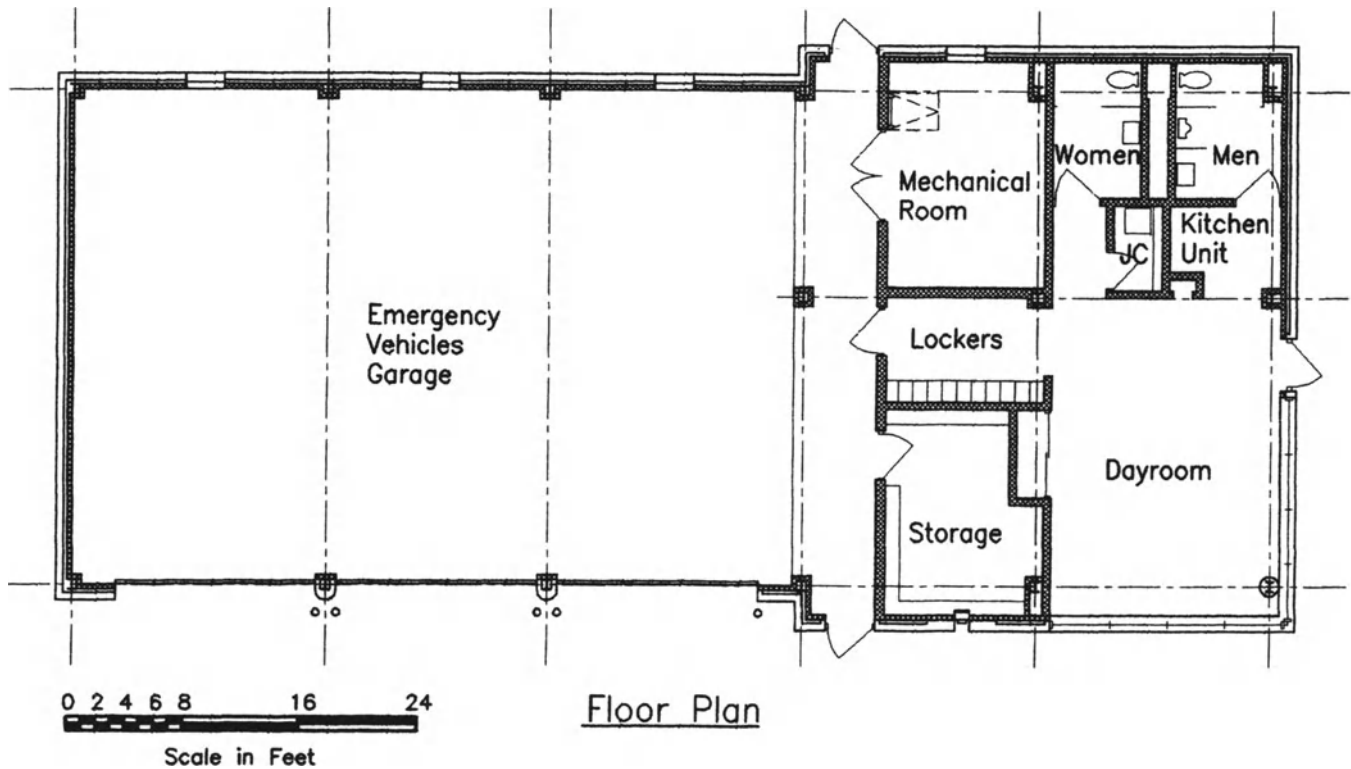 Women
Men
Mechanical
Room
Kitchen
Unit
JC
Emergency
Vehicles
Garage
Lockers
Dayroom
Storage
0 2 4 6 8 16 24
Scale in Feet
Floor Plan